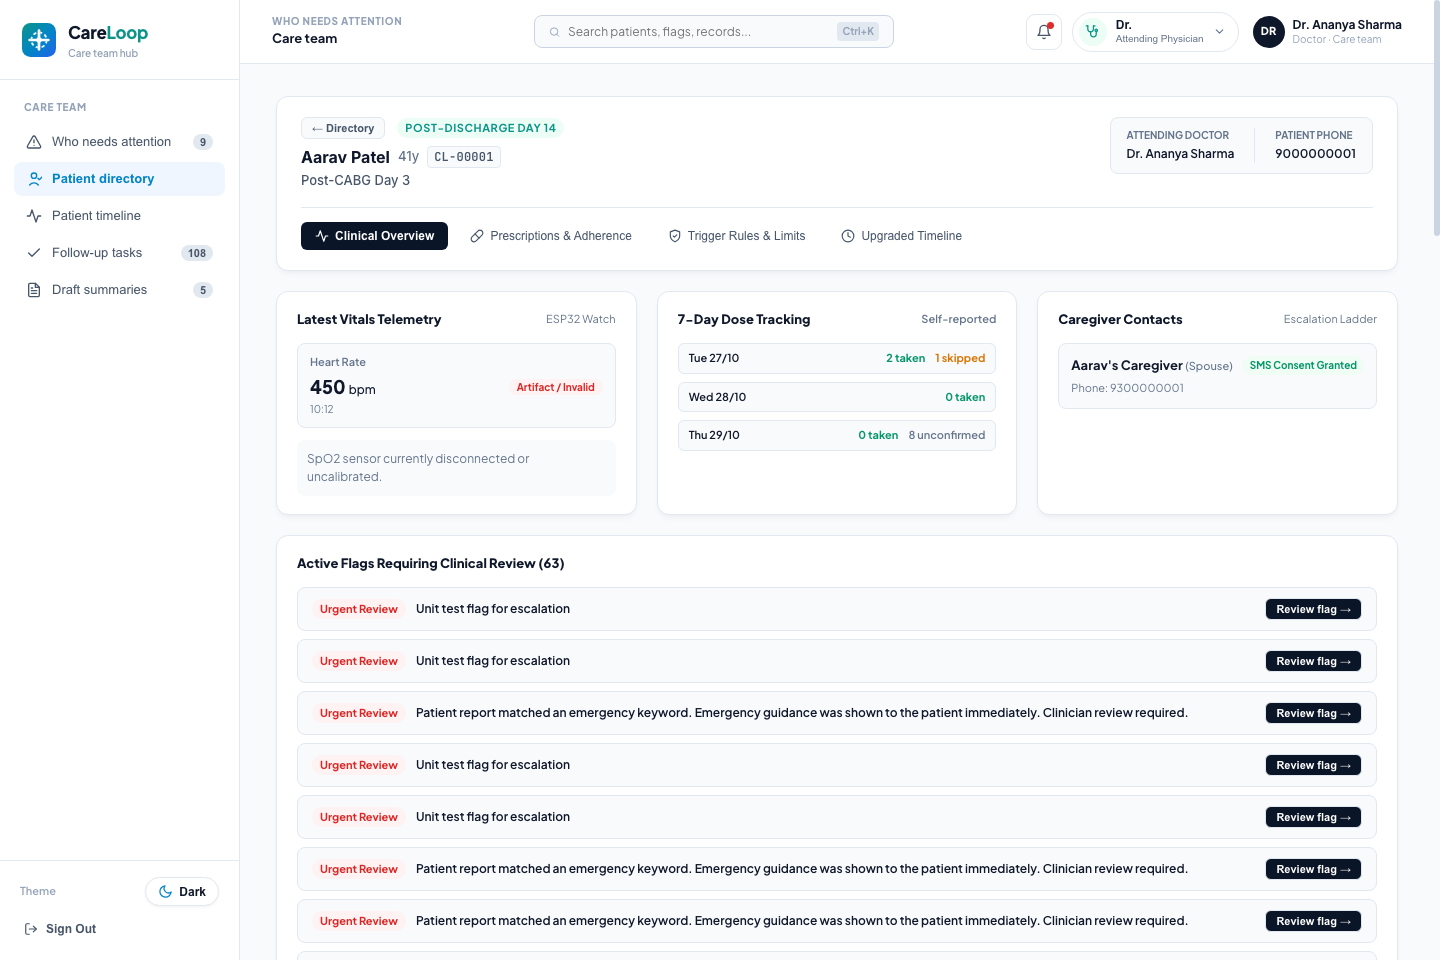 CareLoop
Care team hub
WHO NEEDS ATTENTION
Care team
Search patients, flags, records...
Ctrl+K
Dr.
Attending Physician
DR
Dr. Ananya Sharma
Doctor · Care team
CARE TEAM
Who needs attention 9
Patient directory
Patient timeline
Follow-up tasks 108
Draft summaries 5
Theme
Dark
Sign Out
← Directory
POST-DISCHARGE DAY 14
Aarav Patel 41y CL-00001
Post-CABG Day 3
ATTENDING DOCTOR
Dr. Ananya Sharma
PATIENT PHONE
9000000001
Clinical Overview
Prescriptions & Adherence
Trigger Rules & Limits
Upgraded Timeline
Latest Vitals Telemetry
ESP32 Watch
Heart Rate
450 bpm
Artifact / Invalid
10:12
SpO2 sensor currently disconnected or
uncalibrated.
7-Day Dose Tracking
Self-reported
Tue 27/10 2 taken 1 skipped
Wed 28/10 0 taken
Thu 29/10 0 taken 8 unconfirmed
Caregiver Contacts
Escalation Ladder
Aarav's Caregiver (Spouse)
SMS Consent Granted
Phone: 9300000001
Active Flags Requiring Clinical Review (63)
Urgent Review Unit test flag for escalation Review flag →
Urgent Review Unit test flag for escalation Review flag →
Urgent Review Patient report matched an emergency keyword. Emergency guidance was shown to the patient immediately. Clinician review required. Review flag →
Urgent Review Unit test flag for escalation Review flag →
Urgent Review Unit test flag for escalation Review flag →
Urgent Review Patient report matched an emergency keyword. Emergency guidance was shown to the patient immediately. Clinician review required. Review flag →
Urgent Review Patient report matched an emergency keyword. Emergency guidance was shown to the patient immediately. Clinician review required. Review flag →